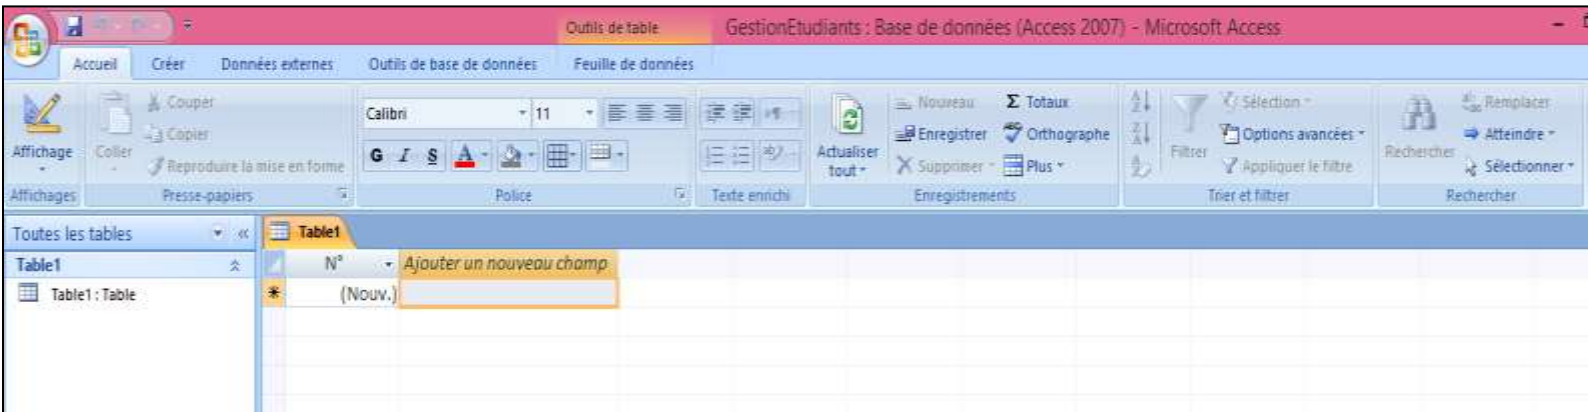 Outils de table GestionEtudiants : Base de données (Access 2007) - Microsoft Access
Accueil Créer Données externes Outils de base de données Feuille de données
Affichage
Coller
Couper
Copier
Reproduire la mise en forme
Calibri 11
G I S
Actualiser tout
Nouveau
Enregistrer
Supprimer
Σ Totaux
Orthographe
Plus
Filtrer
Sélection
Options avancées
Appliquer le filtre
Rechercher
Remplacer
Atteindre
Sélectionner
Affichages Presse-papiers Police Texte enrichi Enregistrements Trier et filtrer Rechercher
Toutes les tables «
Table1
Table1 : Table
Table1
N° Ajouter un nouveau champ
* (Nouv.)